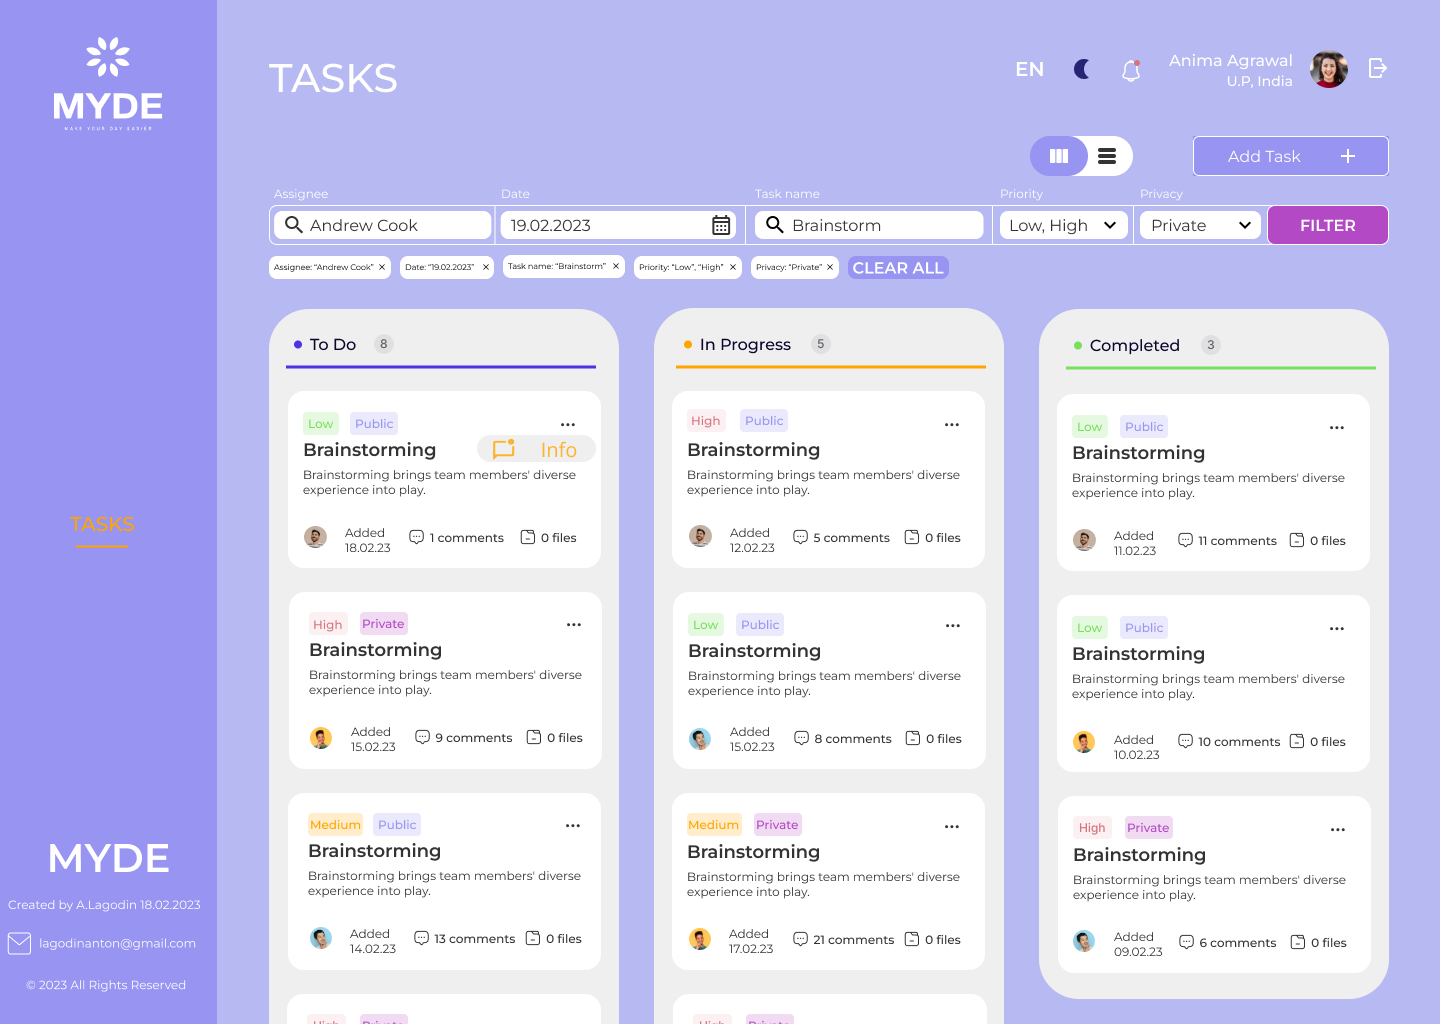 MYDE
MAKE YOUR DAY EASIER
TASKS
EN
Anima Agrawal
U.P, India
Add Task
Assignee
Date
Task name
Priority
Privacy
Andrew Cook
19.02.2023
Brainstorm
Low, High
Private
FILTER
Assignee: “Andrew Cook”
Date: “19.02.2023”
Task name: “Brainstorm”
Priority: “Low”, “High”
Privacy: “Private”
CLEAR ALL
To Do 8
Low Public
Brainstorming
Info
Brainstorming brings team members' diverse
experience into play.
Added
18.02.23
1 comments
0 files
High Private
Brainstorming
Brainstorming brings team members' diverse
experience into play.
Added
15.02.23
9 comments
0 files
Medium Public
Brainstorming
Brainstorming brings team members' diverse
experience into play.
Added
14.02.23
13 comments
0 files
High Private
In Progress 5
High Public
Brainstorming
Brainstorming brings team members' diverse
experience into play.
Added
12.02.23
5 comments
0 files
Low Public
Brainstorming
Brainstorming brings team members' diverse
experience into play.
Added
15.02.23
8 comments
0 files
Medium Private
Brainstorming
Brainstorming brings team members' diverse
experience into play.
Added
17.02.23
21 comments
0 files
High Private
Completed 3
Low Public
Brainstorming
Brainstorming brings team members' diverse
experience into play.
Added
11.02.23
11 comments
0 files
Low Public
Brainstorming
Brainstorming brings team members' diverse
experience into play.
Added
10.02.23
10 comments
0 files
High Private
Brainstorming
Brainstorming brings team members' diverse
experience into play.
Added
09.02.23
6 comments
0 files
TASKS
MYDE
Created by A.Lagodin 18.02.2023
lagodinanton@gmail.com
© 2023 All Rights Reserved